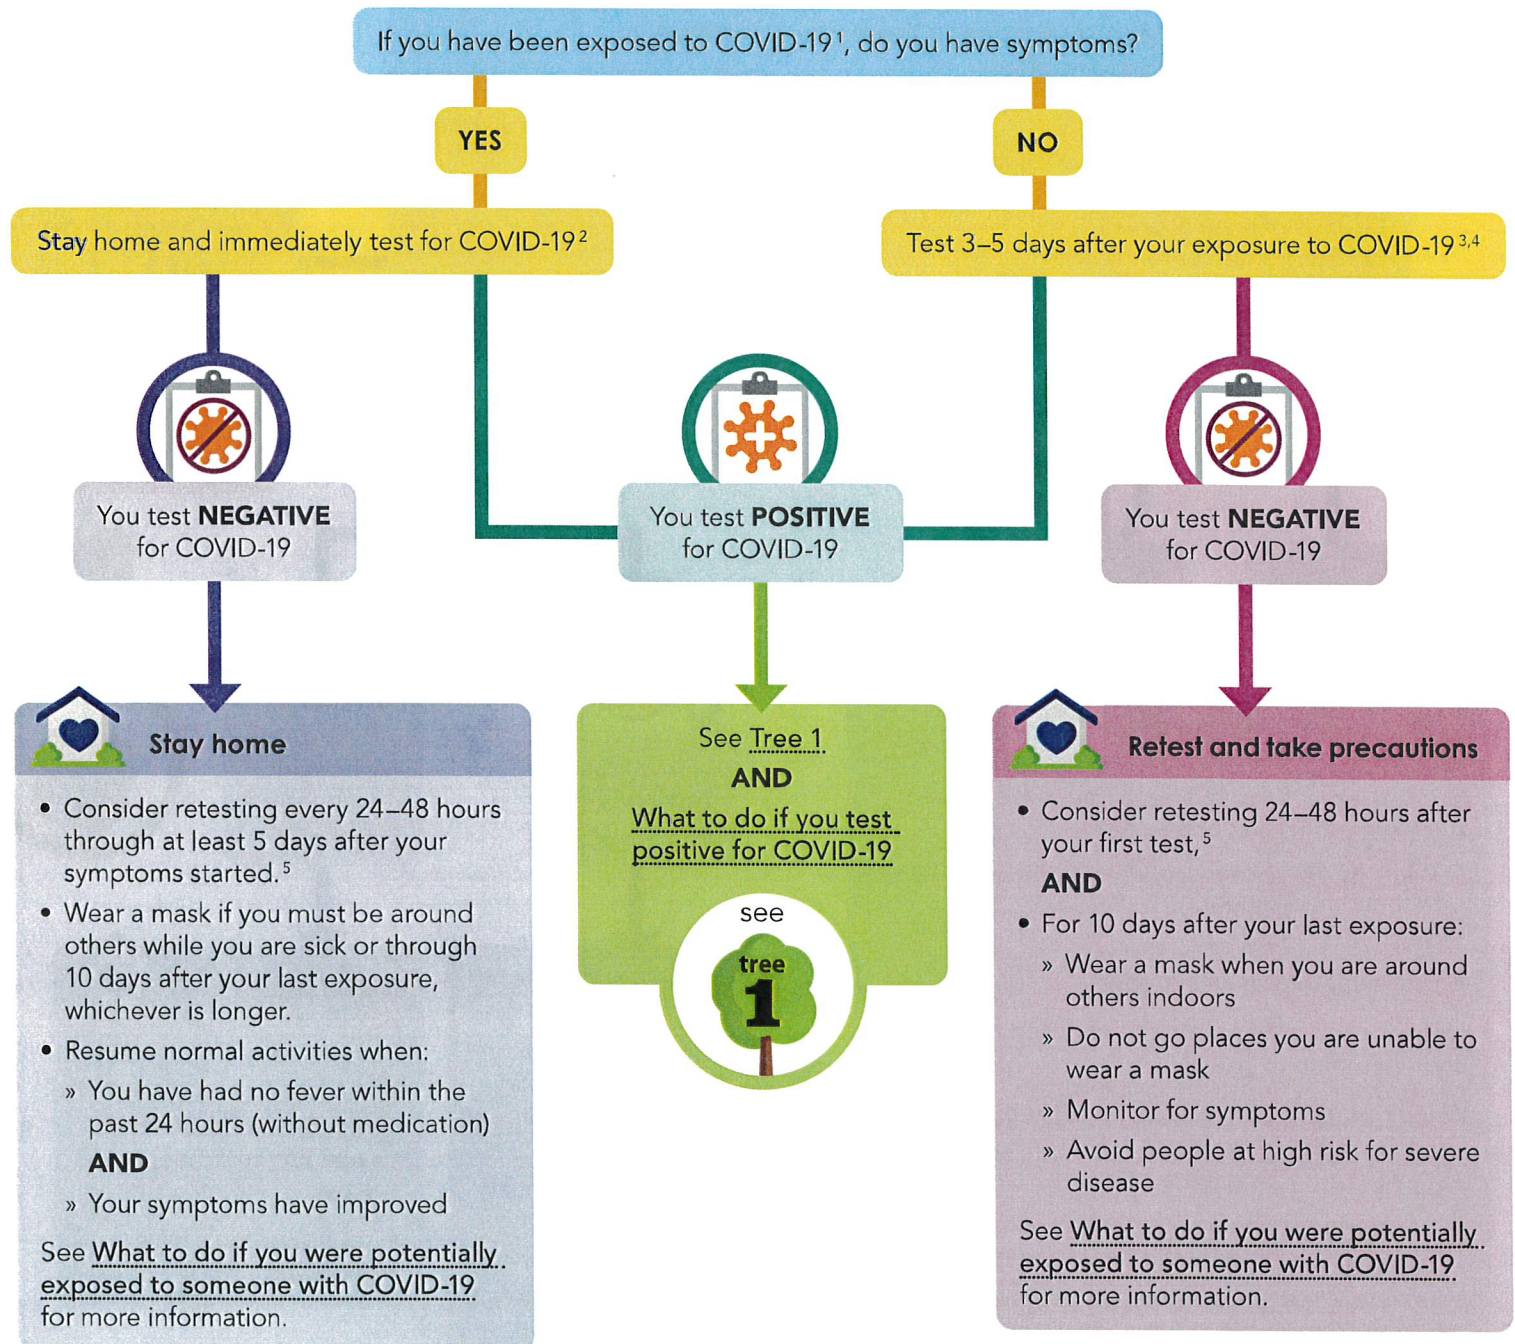 If you have been exposed to COVID-19¹, do you have symptoms?
YES
NO
Stay home and immediately test for COVID-19²
Test 3–5 days after your exposure to COVID-19³,⁴
You test NEGATIVE
for COVID-19
You test POSITIVE
for COVID-19
You test NEGATIVE
for COVID-19
Stay home
• Consider retesting every 24–48 hours
through at least 5 days after your
symptoms started.⁵
• Wear a mask if you must be around
others while you are sick or through
10 days after your last exposure,
whichever is longer.
• Resume normal activities when:
» You have had no fever within the
past 24 hours (without medication)
AND
» Your symptoms have improved
See What to do if you were potentially
exposed to someone with COVID-19
for more information.
See Tree 1
AND
What to do if you test
positive for COVID-19
see
tree
1
Retest and take precautions
• Consider retesting 24–48 hours after
your first test,⁵
AND
• For 10 days after your last exposure:
» Wear a mask when you are around
others indoors
» Do not go places you are unable to
wear a mask
» Monitor for symptoms
» Avoid people at high risk for severe
disease
See What to do if you were potentially
exposed to someone with COVID-19
for more information.